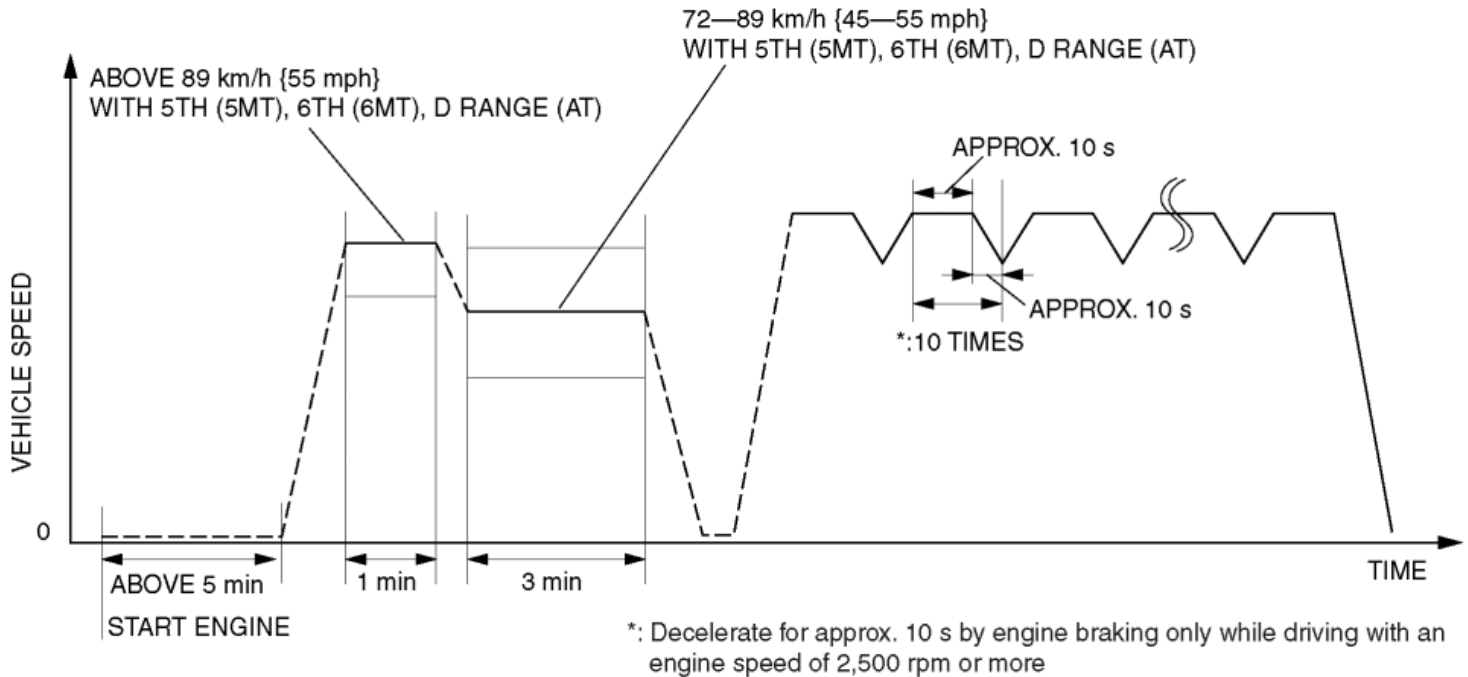 72—89 km/h {45—55 mph}
WITH 5TH (5MT), 6TH (6MT), D RANGE (AT)
ABOVE 89 km/h {55 mph}
WITH 5TH (5MT), 6TH (6MT), D RANGE (AT)
APPROX. 10 s
APPROX. 10 s
*:10 TIMES
VEHICLE SPEED
0
TIME
ABOVE 5 min
1 min
3 min
START ENGINE
*: Decelerate for approx. 10 s by engine braking only while driving with an
engine speed of 2,500 rpm or more